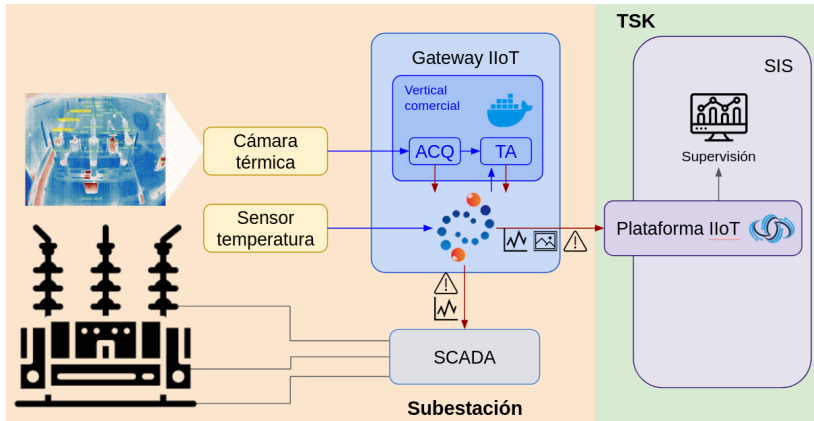 TSK
Gateway IIoT
SIS
Vertical
comercial
Cámara
térmica
ACQ
TA
Supervisión
Sensor
temperatura
Plataforma IIoT
SCADA
Subestación